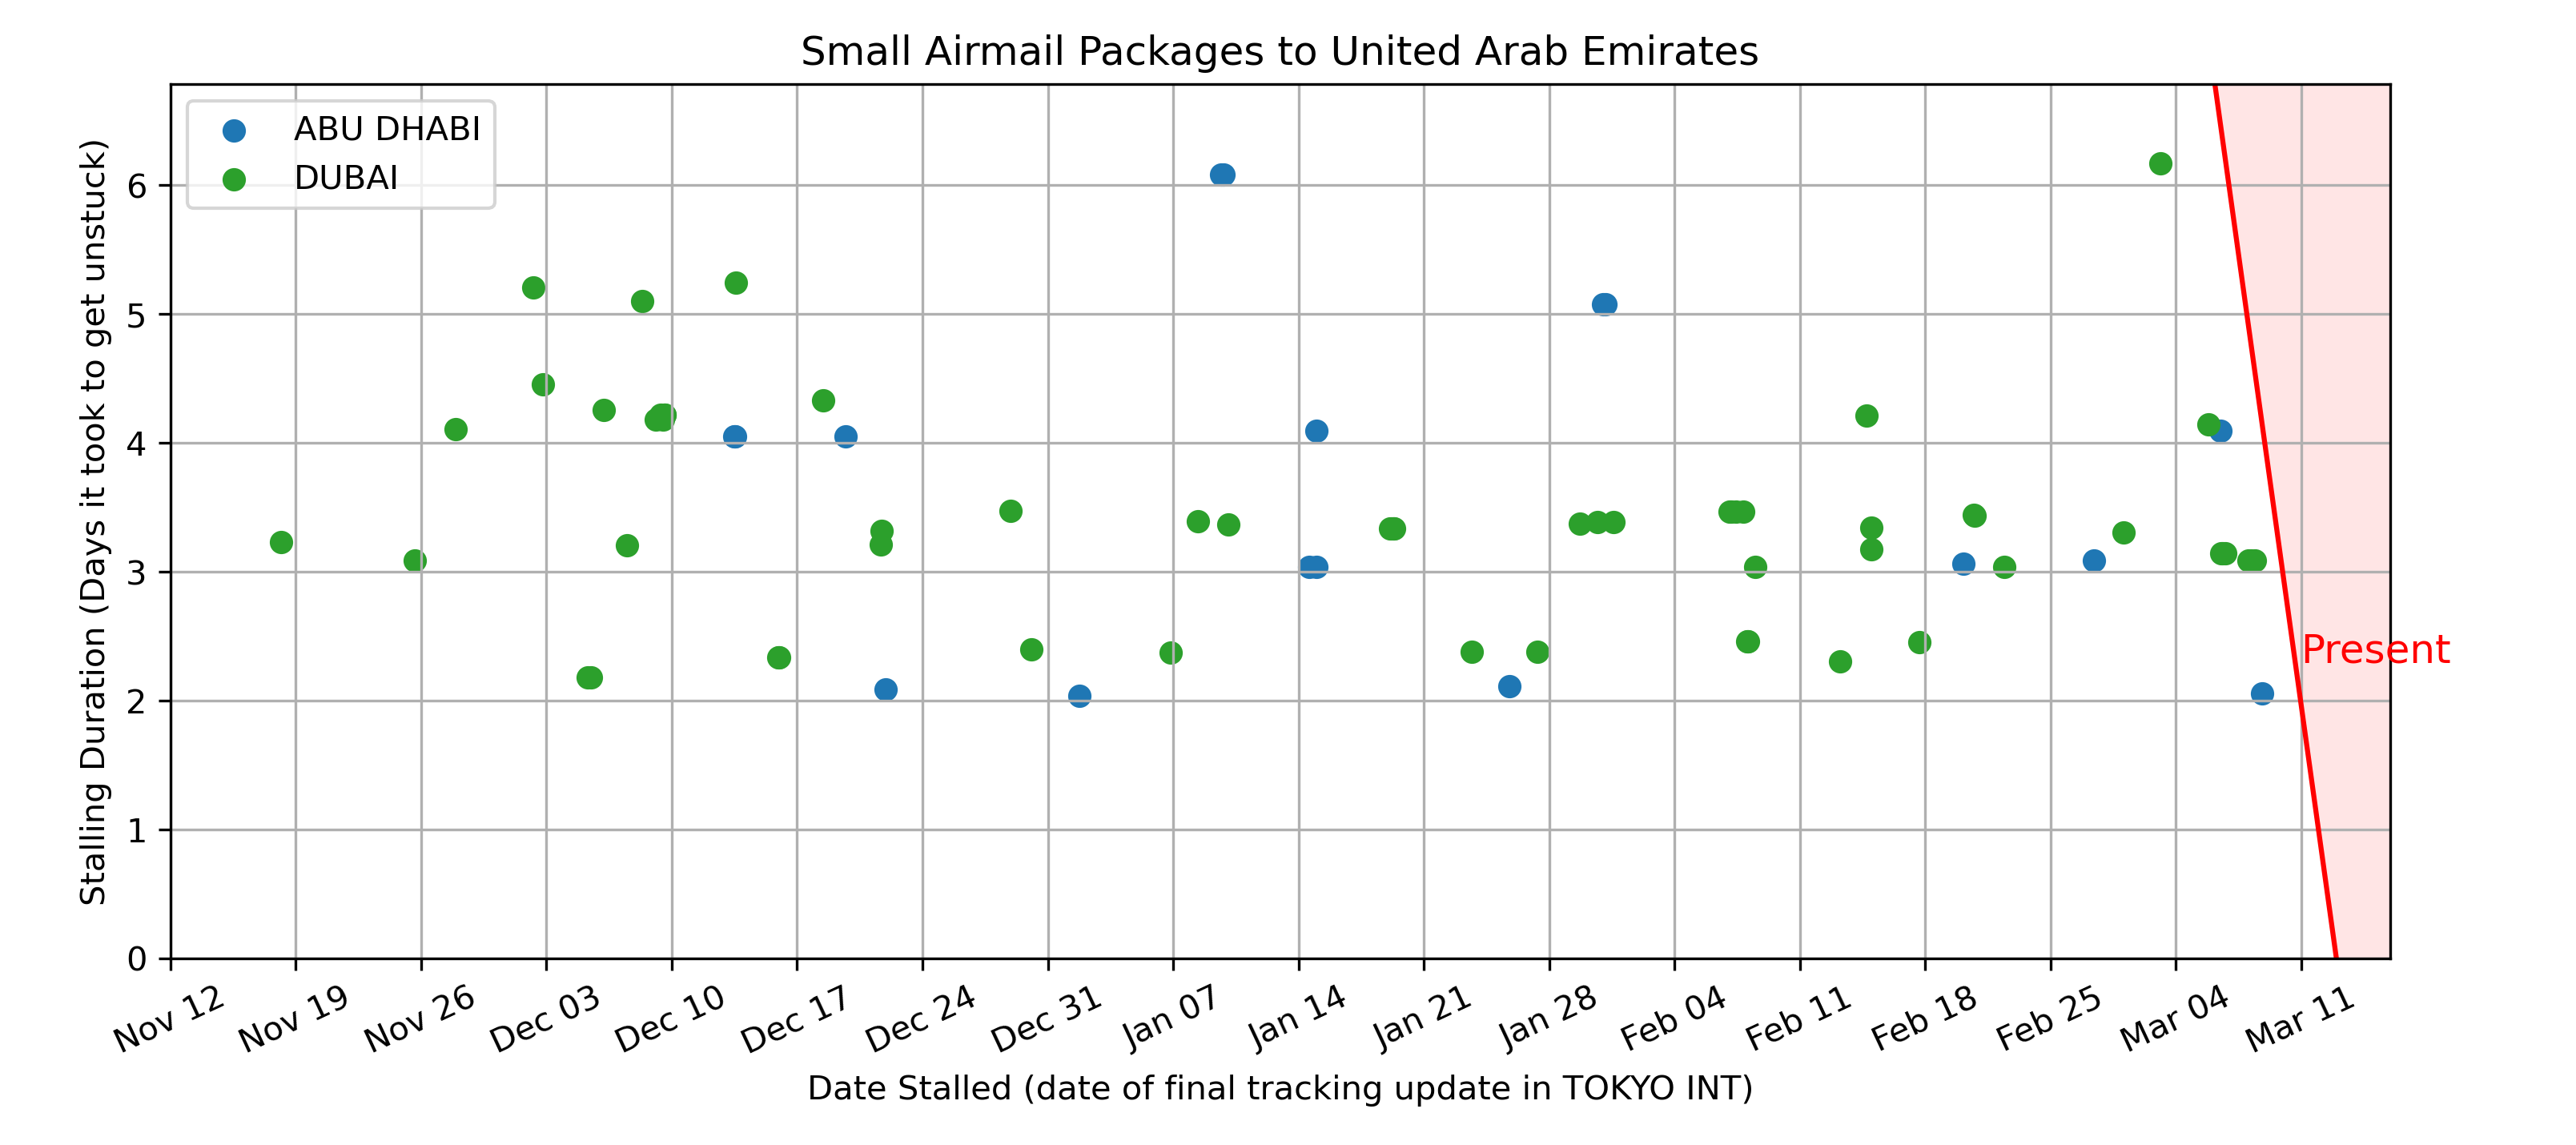 Small Airmail Packages to United Arab Emirates
ABU DHABI
DUBAI
Stalling Duration (Days it took to get unstuck)
6
5
4
3
2
1
0
Present
Nov 12
Nov 19
Nov 26
Dec 03
Dec 10
Dec 17
Dec 24
Dec 31
Jan 07
Jan 14
Jan 21
Jan 28
Feb 04
Feb 11
Feb 18
Feb 25
Mar 04
Mar 11
Date Stalled (date of final tracking update in TOKYO INT)